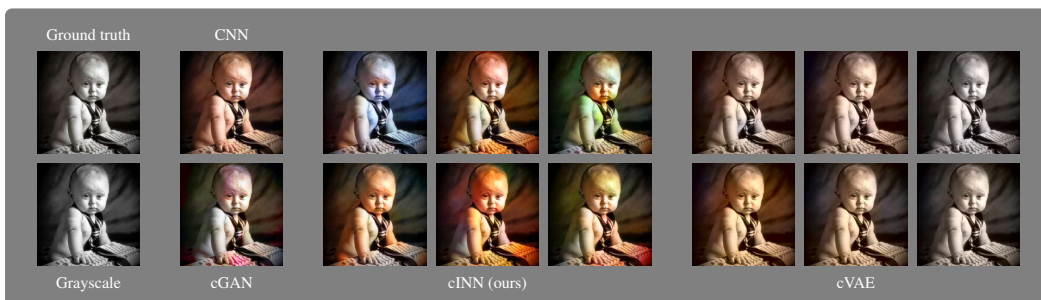 Ground truth
CNN
Grayscale
cGAN
cINN (ours)
cVAE